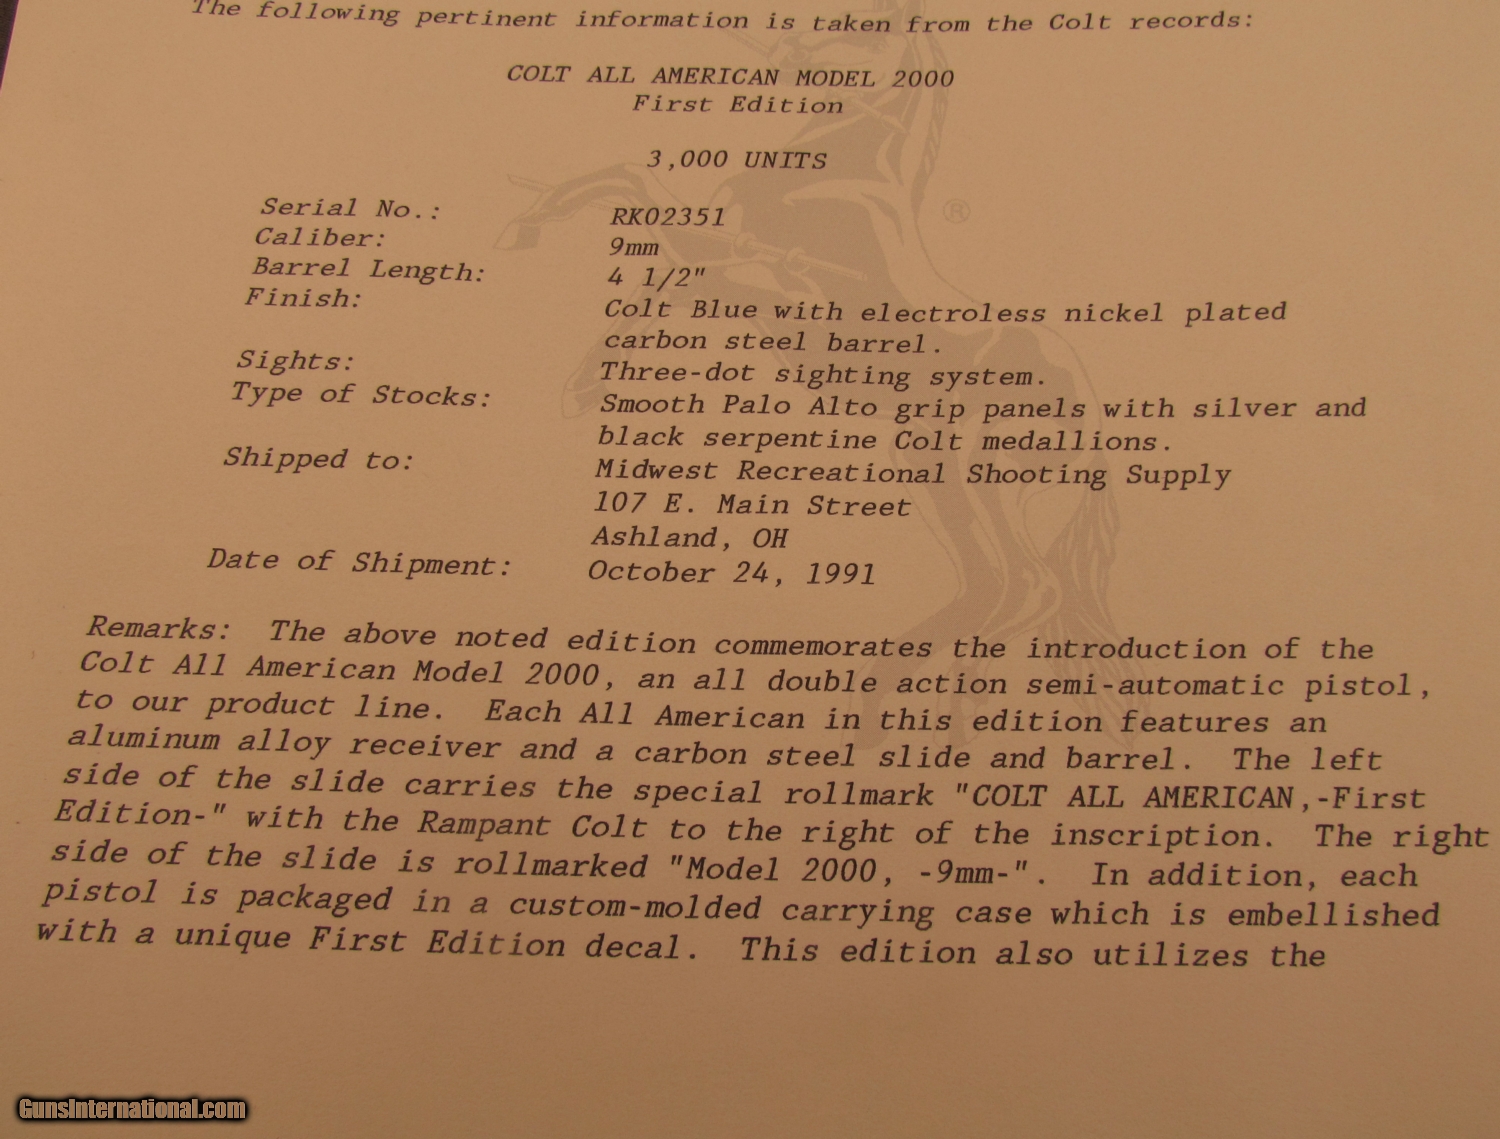 The following pertinent information is taken from the Colt records:
COLT ALL AMERICAN MODEL 2000
First Edition
3,000 UNITS
Serial No.: RK02351
Caliber: 9mm
Barrel Length: 4 1/2"
Finish: Colt Blue with electroless nickel plated
carbon steel barrel.
Sights: Three-dot sighting system.
Type of Stocks: Smooth Palo Alto grip panels with silver and
black serpentine Colt medallions.
Shipped to: Midwest Recreational Shooting Supply
107 E. Main Street
Ashland, OH
Date of Shipment: October 24, 1991
Remarks: The above noted edition commemorates the introduction of the
Colt All American Model 2000, an all double action semi-automatic pistol,
to our product line. Each All American in this edition features an
aluminum alloy receiver and a carbon steel slide and barrel. The left
side of the slide carries the special rollmark "COLT ALL AMERICAN,-First
Edition-" with the Rampant Colt to the right of the inscription. The right
side of the slide is rollmarked "Model 2000, -9mm-". In addition, each
pistol is packaged in a custom-molded carrying case which is embellished
with a unique First Edition decal. This edition also utilizes the
®
GunsInternational.com